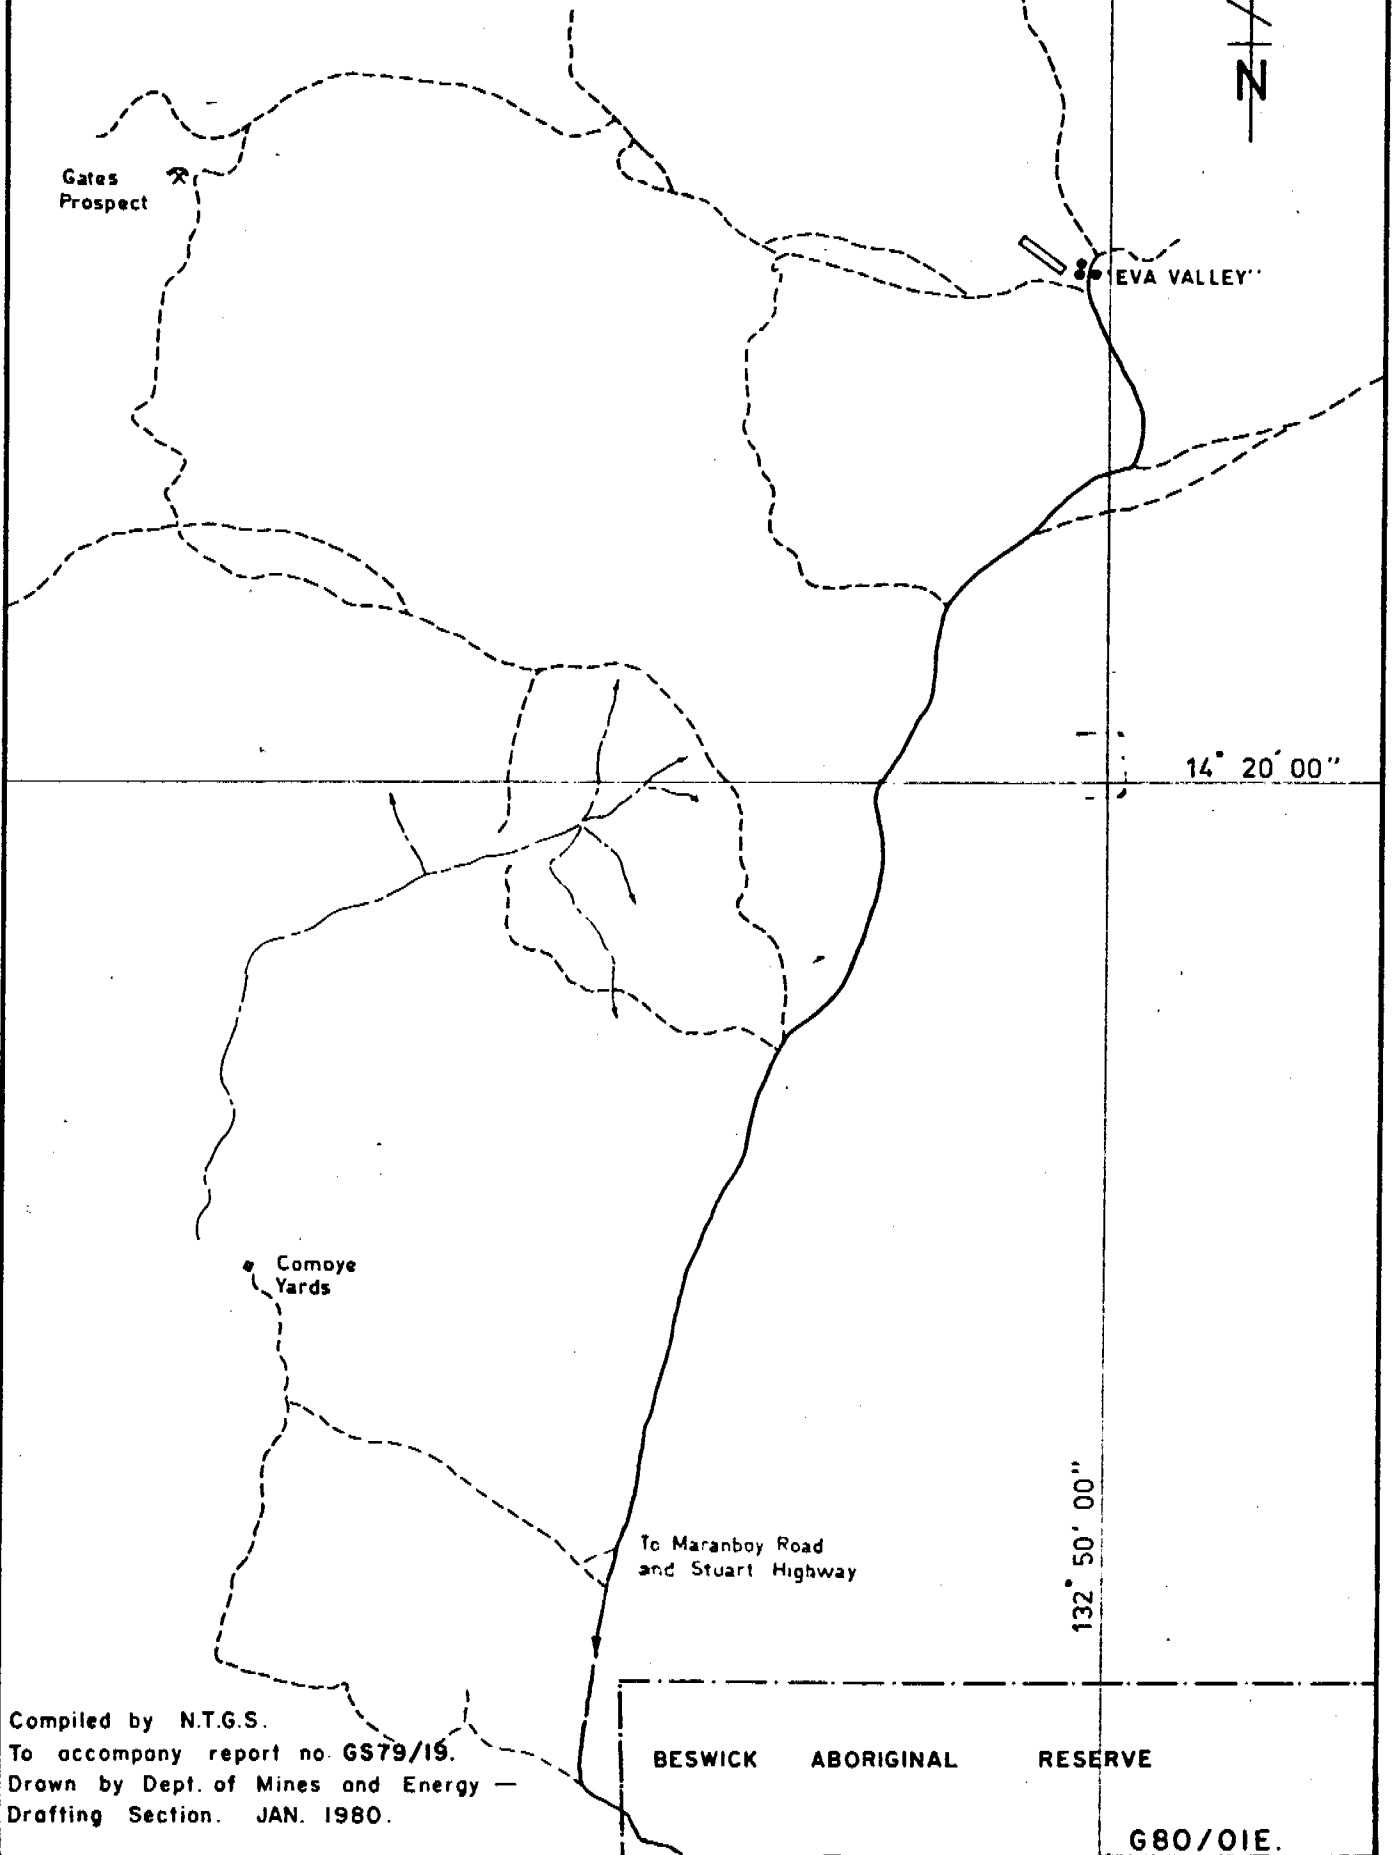 N
Gates
Prospect
"EVA VALLEY"
14° 20' 00"
Comoye
Yards
To Maranboy Road
and Stuart Highway
132° 50' 00"
Compiled by N.T.G.S.
To accompany report no. GS79/19.
Drawn by Dept. of Mines and Energy —
Drafting Section. JAN. 1980.
BESWICK ABORIGINAL RESERVE
G80/01E.